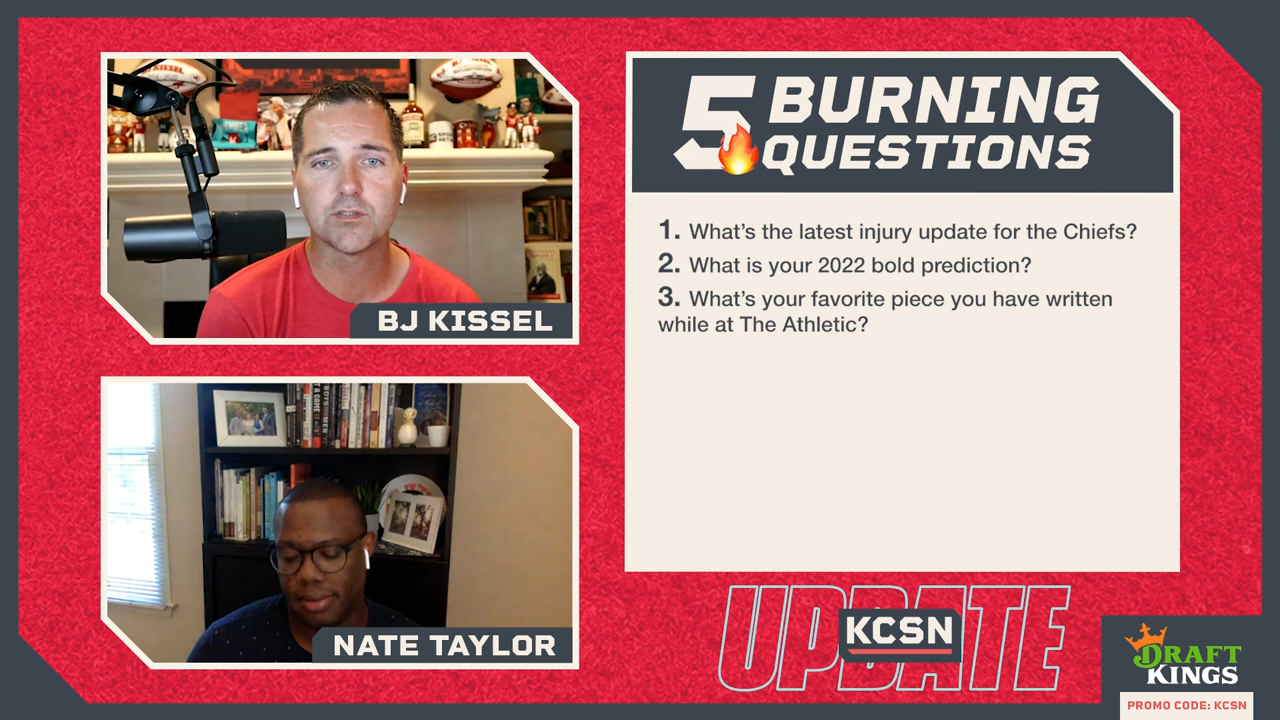 5 BURNING
QUESTIONS
1. What's the latest injury update for the Chiefs?
2. What is your 2022 bold prediction?
3. What's your favorite piece you have written
while at The Athletic?
BJ KISSEL
NATE TAYLOR
UPDATE
KCSN
DRAFT
KINGS
PROMO CODE: KCSN